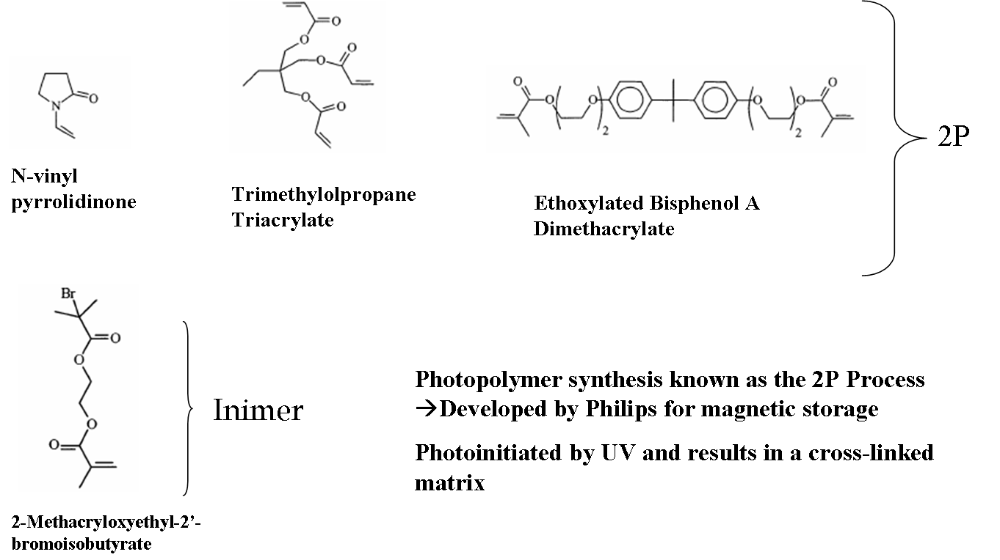 O
O
O
O
O
O
N
O
O
O
O
2
O
O
2
O
2P
N-vinyl
pyrrolidinone
Trimethylolpropane
Triacrylate
Ethoxylated Bisphenol A
Dimethacrylate
Br
O
O
O
O
Inimer
Photopolymer synthesis known as the 2P Process
→Developed by Philips for magnetic storage
Photoinitiated by UV and results in a cross-linked
matrix
2-Methacryloxyethyl-2’-
bromoisobutyrate